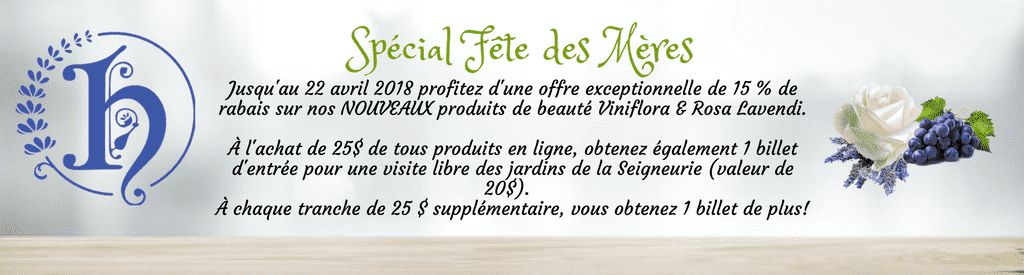 h
Spécial Fête des Mères
Jusqu'au 22 avril 2018 profitez d'une offre exceptionnelle de 15 % de
rabais sur nos NOUVEAUX produits de beauté Viniflora & Rosa Lavendi.
À l'achat de 25$ de tous produits en ligne, obtenez également 1 billet
d'entrée pour une visite libre des jardins de la Seigneurie (valeur de
20$).
À chaque tranche de 25 $ supplémentaire, vous obtenez 1 billet de plus!